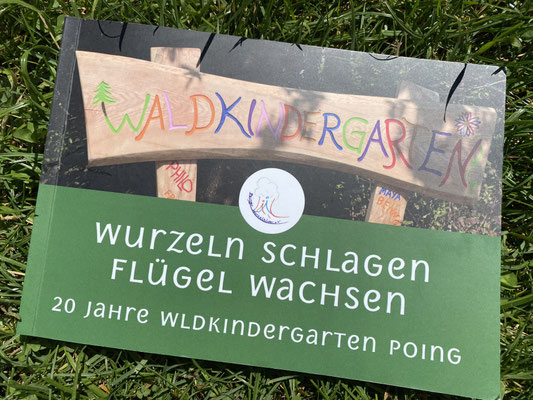 WALDKINDERGARTEN
PHILO
MAYA
WURZELN SCHLAGEN
FLÜGEL WACHSEN
20 JAHRE WLDKINDERGARTEN POING